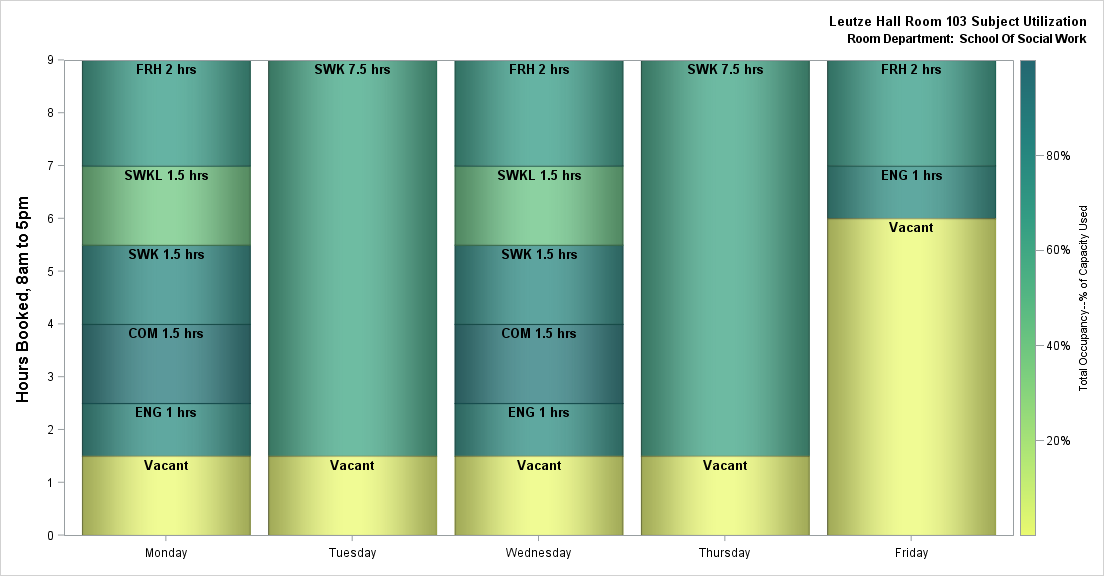 Leutze Hall Room 103 Subject Utilization
Room Department: School Of Social Work
Hours Booked, 8am to 5pm
9
8
7
6
5
4
3
2
1
0
FRH 2 hrs
SWKL 1.5 hrs
SWK 1.5 hrs
COM 1.5 hrs
ENG 1 hrs
Vacant
SWK 7.5 hrs
Vacant
FRH 2 hrs
SWKL 1.5 hrs
SWK 1.5 hrs
COM 1.5 hrs
ENG 1 hrs
Vacant
SWK 7.5 hrs
Vacant
FRH 2 hrs
ENG 1 hrs
Vacant
Monday
Tuesday
Wednesday
Thursday
Friday
80%
60%
40%
20%
Total Occupancy--% of Capacity Used